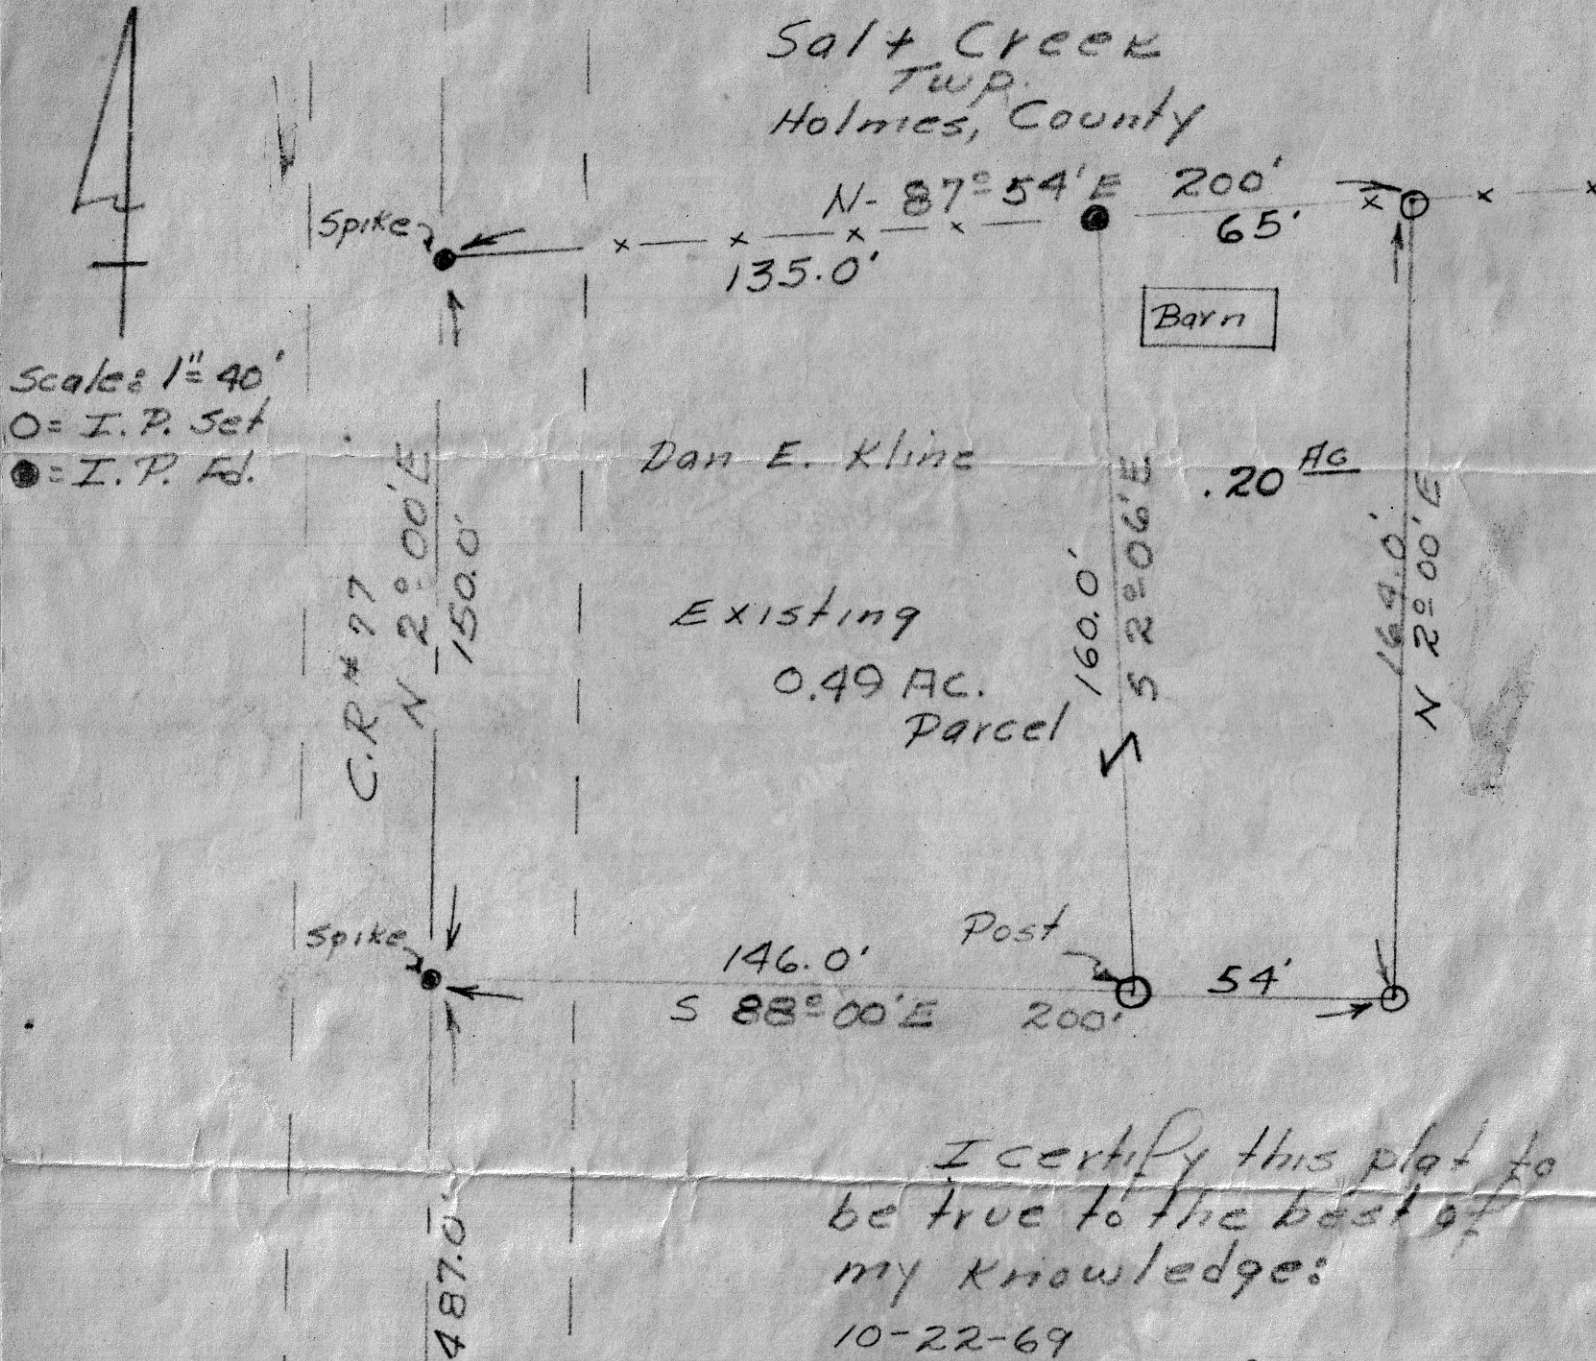 Salt Creek
Twp.
Holmes, County
N- 87° 54' E 200'
65'
Spike
135.0'
Barn
Scale: 1"= 40'
O= I. P. Set
●= I. P. Fd.
Dan E. Kline
.20 Ac
C.R # 77
N 2° 00' E
150.0'
Existing
0.49 Ac.
Parcel
160.0'
S 2° 06' E
164.0'
N 2° 00' E
Spike
Post
146.0'
54'
S 88° 00' E 200'
487.0'
I certify this plat to
be true to the best of
my knowledge:
10-22-69